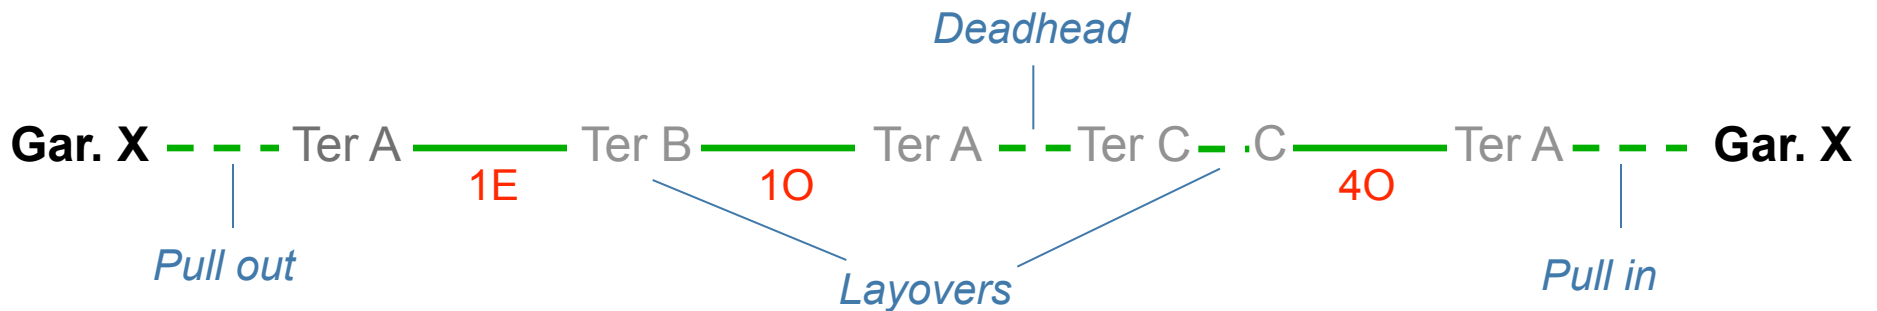 Deadhead
Gar. X Ter A Ter B Ter A Ter C C Ter A Gar. X
1E 1O 4O
Pull out Layovers Pull in